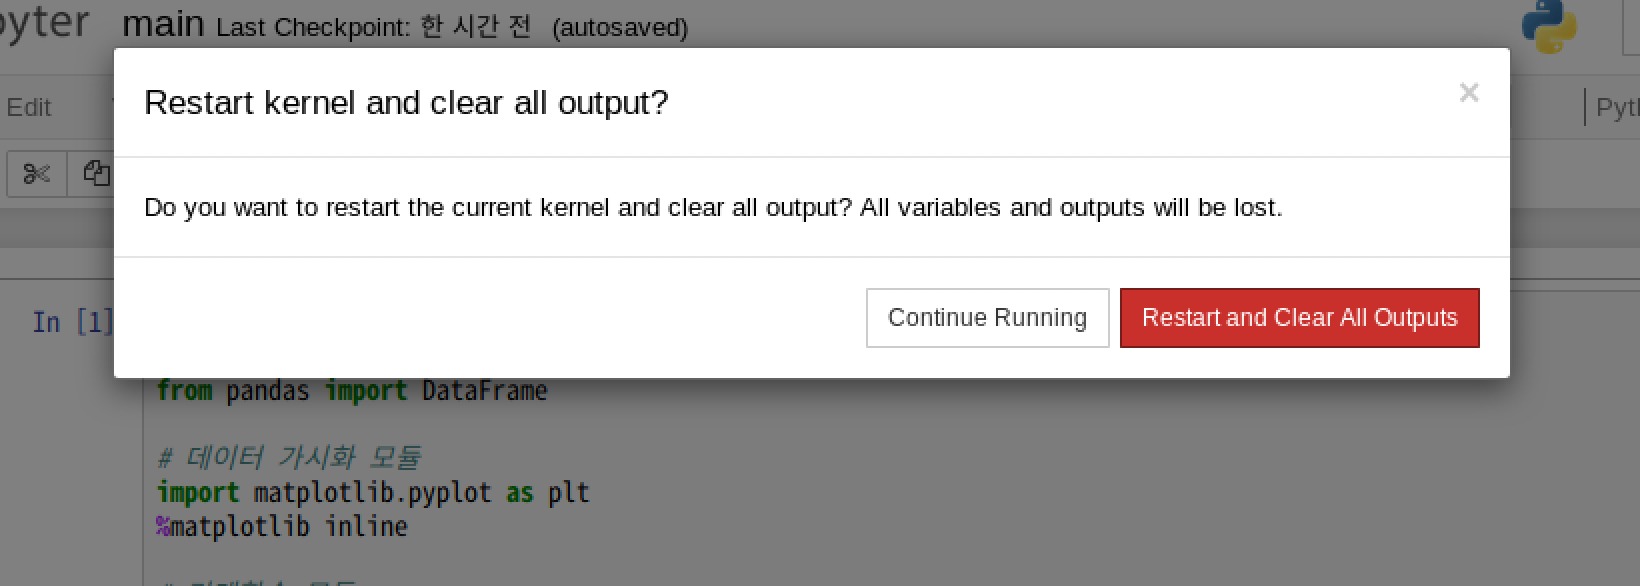 main Last Checkpoint: 한 시간 전 (autosaved)
Restart kernel and clear all output?
×
Edit
Do you want to restart the current kernel and clear all output? All variables and outputs will be lost.
Continue Running
Restart and Clear All Outputs
In [1]
from pandas import DataFrame
# 데이터 가시화 모듈
import matplotlib.pyplot as plt
%matplotlib inline